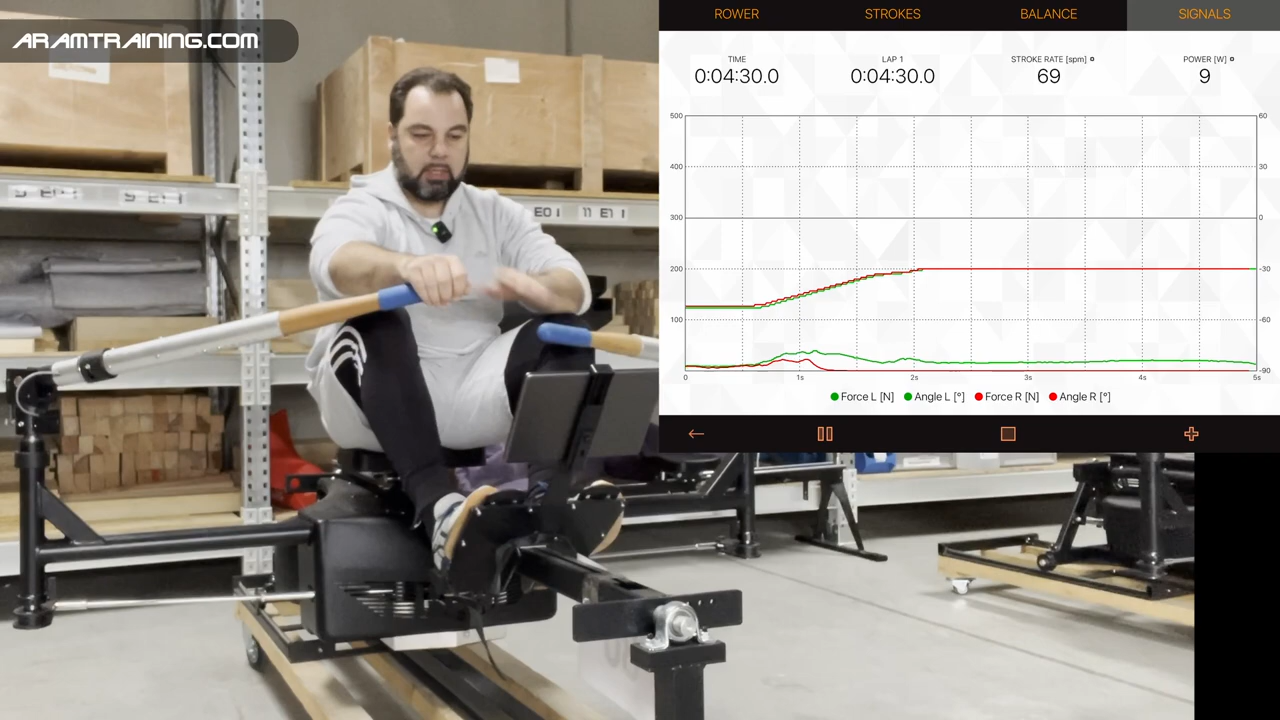 ARAMTRAINING.COM
ROWER STROKES BALANCE SIGNALS
TIME LAP 1 STROKE RATE [spm] POWER [W]
0:04:30.0 0:04:30.0 69 9
500 60
400 30
300 0
200 -30
100 -60
-90
0 1s 2s 3s 4s 5s
Force L [N] Angle L [°] Force R [N] Angle R [°]